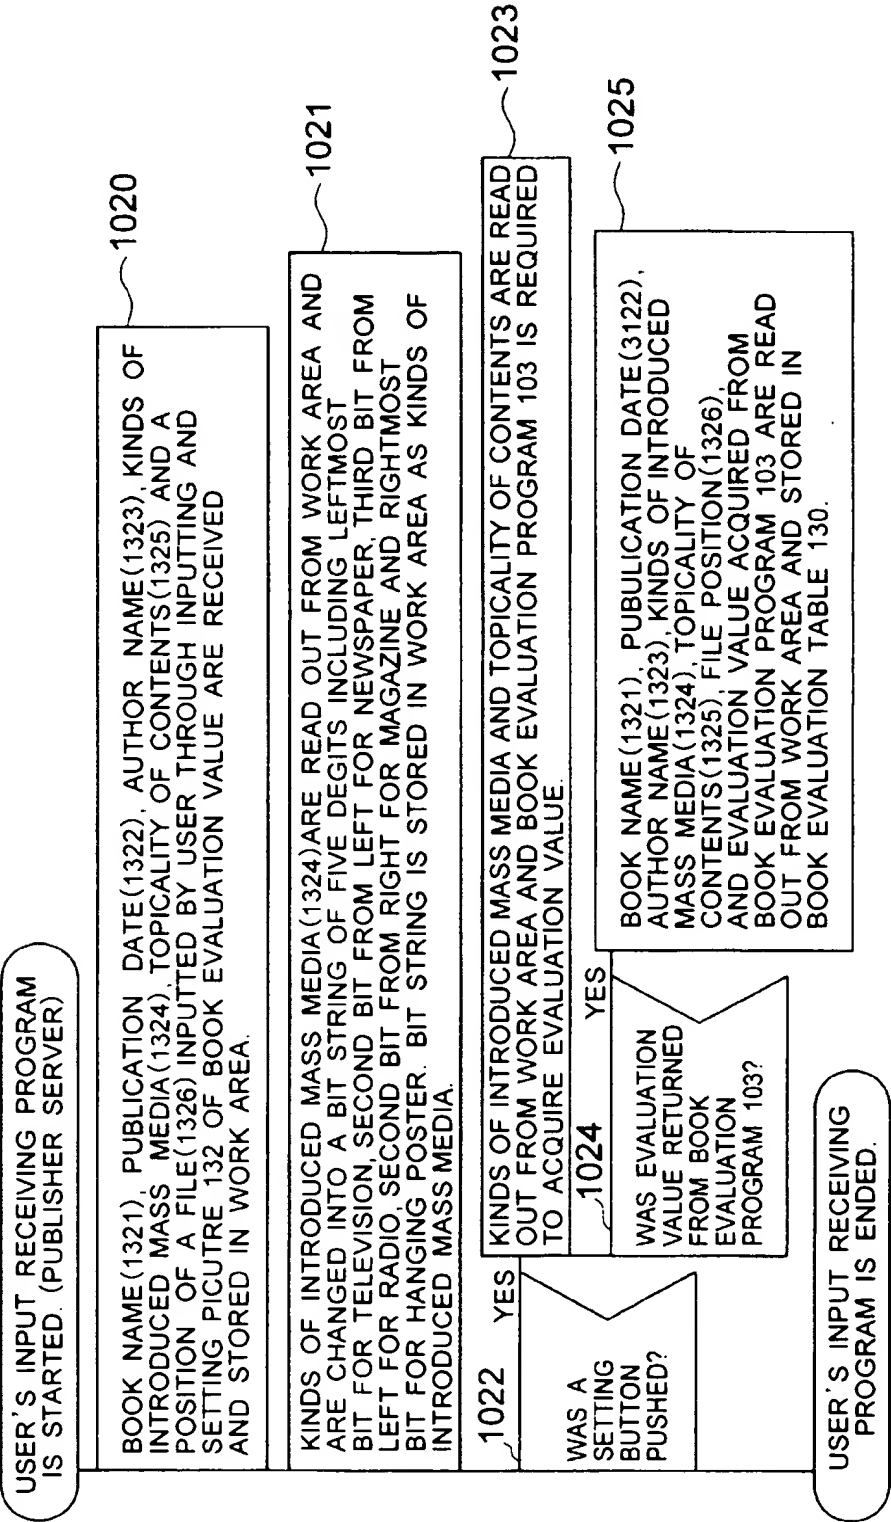 USER'S INPUT RECEIVING PROGRAM
IS STARTED. (PUBLISHER SERVER)
1020
BOOK NAME(1321), PUBLICATION DATE(1322), AUTHOR NAME(1323), KINDS OF
INTRODUCED MASS MEDIA(1324), TOPICALITY OF CONTENTS(1325) AND A
POSITION OF A FILE(1326) INPUTTED BY USER THROUGH INPUTTING AND
SETTING PICUTRE 132 OF BOOK EVALUATION VALUE ARE RECEIVED
AND STORED IN WORK AREA.
1021
KINDS OF INTRODUCED MASS MEDIA(1324)ARE READ OUT FROM WORK AREA AND
ARE CHANGED INTO A BIT STRING OF FIVE DEGITS INCLUDING LEFTMOST
BIT FOR TELEVISION, SECOND BIT FROM LEFT FOR NEWSPAPER, THIRD BIT FROM
LEFT FOR RADIO, SECOND BIT FROM RIGHT FOR MAGAZINE AND RIGHTMOST
BIT FOR HANGING POSTER. BIT STRING IS STORED IN WORK AREA AS KINDS OF
INTRODUCED MASS MEDIA.
1022
YES
WAS A
SETTING
BUTTON
PUSHED?
1023
KINDS OF INTRODUCED MASS MEDIA AND TOPICALITY OF CONTENTS ARE READ
OUT FROM WORK AREA AND BOOK EVALUATION PROGRAM 103 IS REQUIRED
TO ACQUIRE EVALUATION VALUE.
1024
YES
WAS EVALUATION
VALUE RETURNED
FROM BOOK
EVALUATION
PROGRAM 103?
1025
BOOK NAME(1321), PUBULICATION DATE(3122),
AUTHOR NAME(1323), KINDS OF INTRODUCED
MASS MEDIA(1324), TOPICALITY OF
CONTENTS(1325), FILE POSITION(1326),
AND EVALUATION VALUE ACQUIRED FROM
BOOK EVALUATION PROGRAM 103 ARE READ
OUT FROM WORK AREA AND STORED IN
BOOK EVALUATION TABLE 130.
USER'S INPUT RECEIVING
PROGRAM IS ENDED.